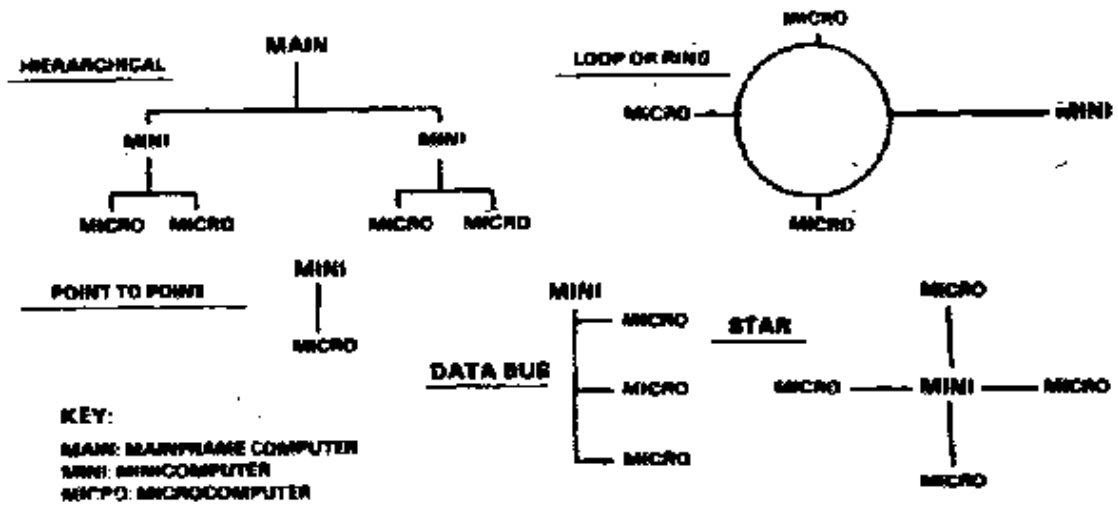 HIERARCHICAL
MAIN
MINI MINI
MICRO MICRO MICRO MICRO
LOOP OR RING
MICRO
MICRO MINI
MICRO
POINT TO POINT
MINI
MICRO
DATA BUS
MINI
MICRO
MICRO
MICRO
STAR
MICRO
MICRO MINI MICRO
MICRO
KEY:
MAIN: MAINFRAME COMPUTER
MINI: MINICOMPUTER
MICRO: MICROCOMPUTER